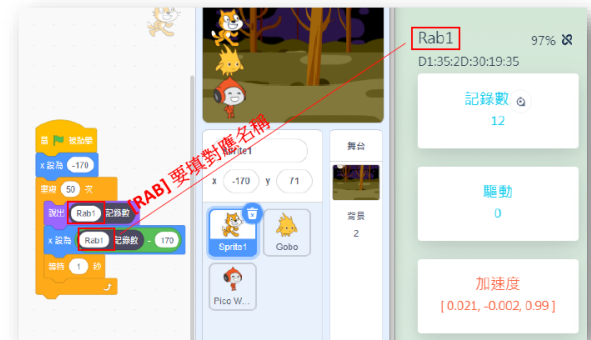 當 被點擊
x 設為 -170
重複 50 次
說出 Rab1 記錄數
x 設為 Rab1 記錄數 - 170
等待 1 秒
[RAB] 要填對應名稱
Sprite1
x -170 y 71
Sprite1
Gobo
Pico W...
舞台
背景
2
Rab1
97%
D1:35:2D:30:19:35
記錄數
12
驅動
0
加速度
[ 0.021, -0.002, 0.99 ]